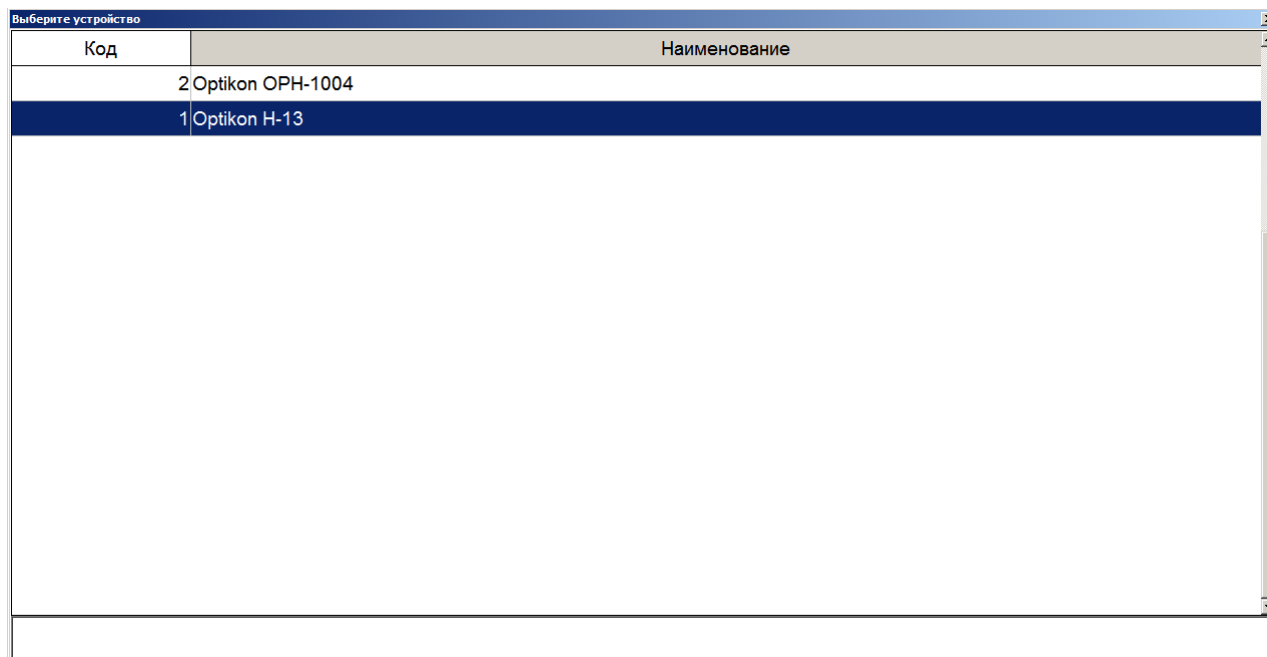 Выберите устройство
Код Наименование
2 Optikon OPH-1004
1 Optikon H-13